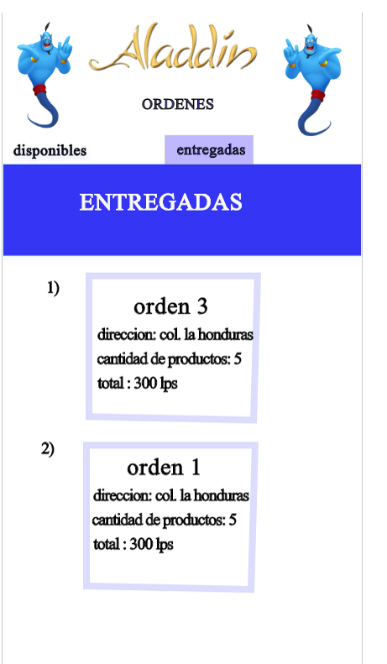 Aladdin
ORDENES
disponibles entregadas
ENTREGADAS
1)
orden 3
direccion: col. la honduras
cantidad de productos: 5
total : 300 lps
2)
orden 1
direccion: col. la honduras
cantidad de productos: 5
total : 300 lps